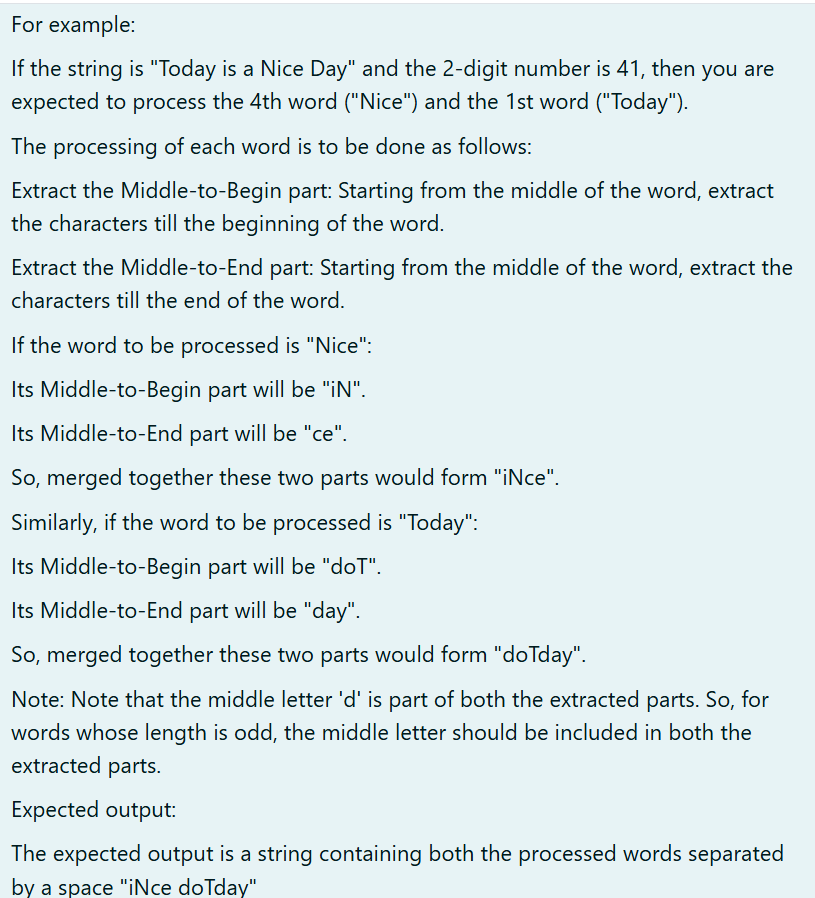 For example:
If the string is "Today is a Nice Day" and the 2-digit number is 41, then you are
expected to process the 4th word ("Nice") and the 1st word ("Today").
The processing of each word is to be done as follows:
Extract the Middle-to-Begin part: Starting from the middle of the word, extract
the characters till the beginning of the word.
Extract the Middle-to-End part: Starting from the middle of the word, extract the
characters till the end of the word.
If the word to be processed is "Nice":
Its Middle-to-Begin part will be "iN".
Its Middle-to-End part will be "ce".
So, merged together these two parts would form "iNce".
Similarly, if the word to be processed is "Today":
Its Middle-to-Begin part will be "doT".
Its Middle-to-End part will be "day".
So, merged together these two parts would form "doTday".
Note: Note that the middle letter 'd' is part of both the extracted parts. So, for
words whose length is odd, the middle letter should be included in both the
extracted parts.
Expected output:
The expected output is a string containing both the processed words separated
by a space "iNce doTday"